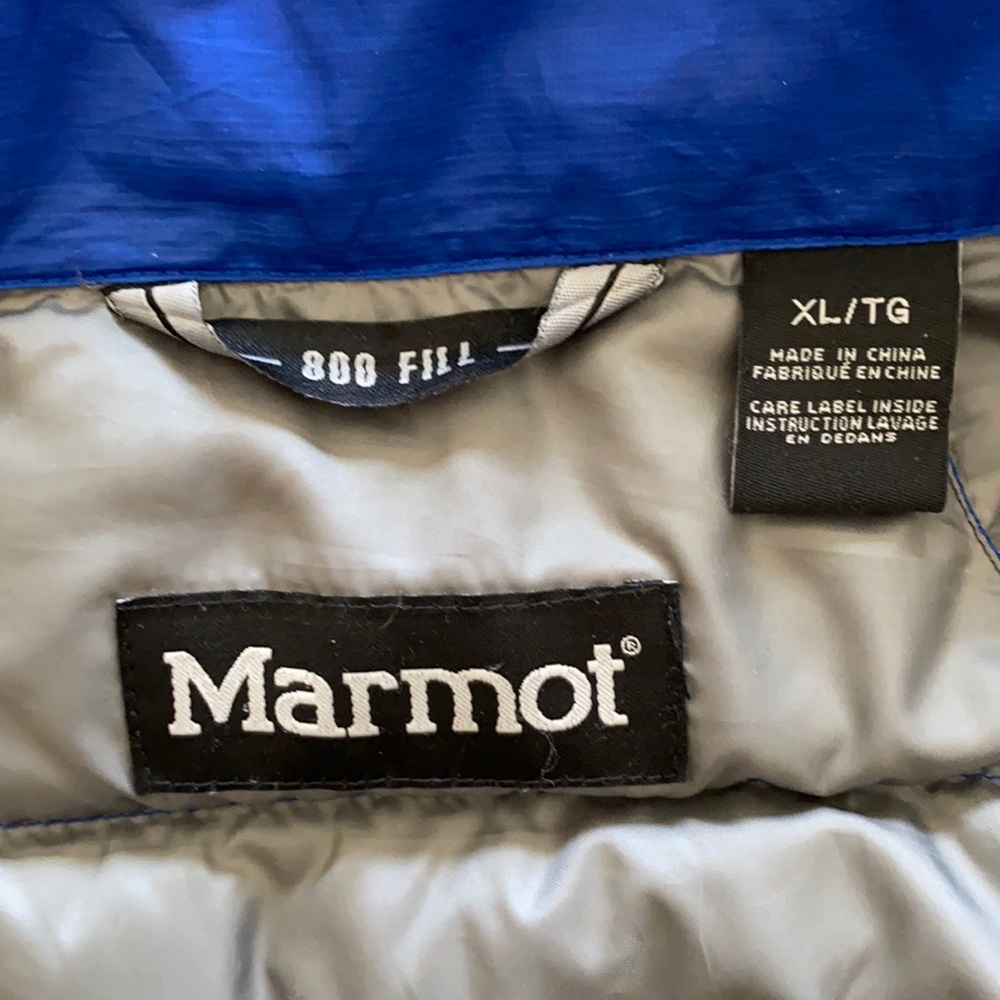 800 FILL
XL/TG
MADE IN CHINA
FABRIQUÉ EN CHINE
CARE LABEL INSIDE
INSTRUCTION LAVAGE
EN DEDANS
Marmot®